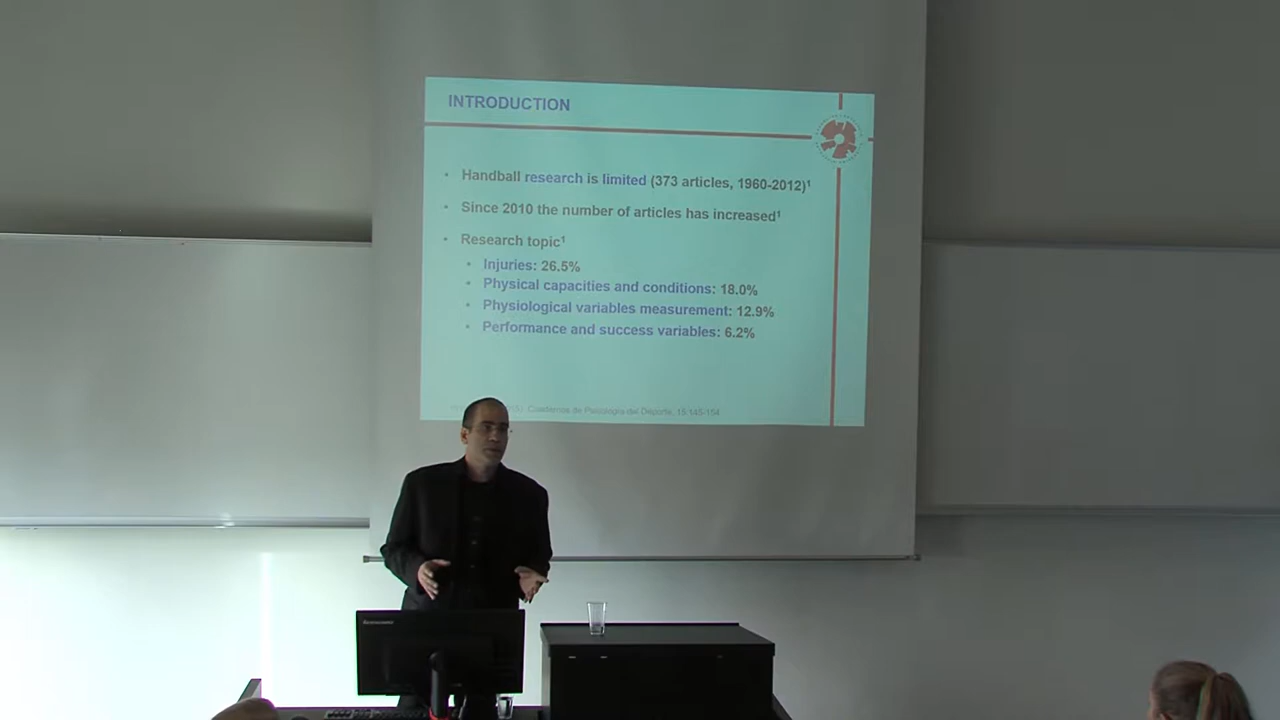 INTRODUCTION
• Handball research is limited (373 articles, 1960-2012)¹
• Since 2010 the number of articles has increased¹
• Research topic¹
• Injuries: 26.5%
• Physical capacities and conditions: 18.0%
• Physiological variables measurement: 12.9%
• Performance and success variables: 6.2%
Cuadernos de Psicología del Deporte, 15:145-154